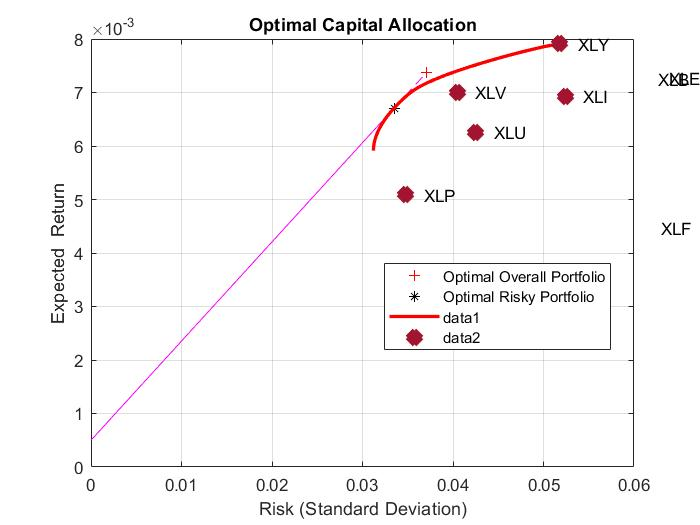 Optimal Capital Allocation
×10-3
8
7
6
5
4
3
2
1
0
Expected Return
XLY
XLE
XLV
XLI
XLU
XLP
XLF
Optimal Overall Portfolio
Optimal Risky Portfolio
data1
data2
0 0.01 0.02 0.03 0.04 0.05 0.06
Risk (Standard Deviation)